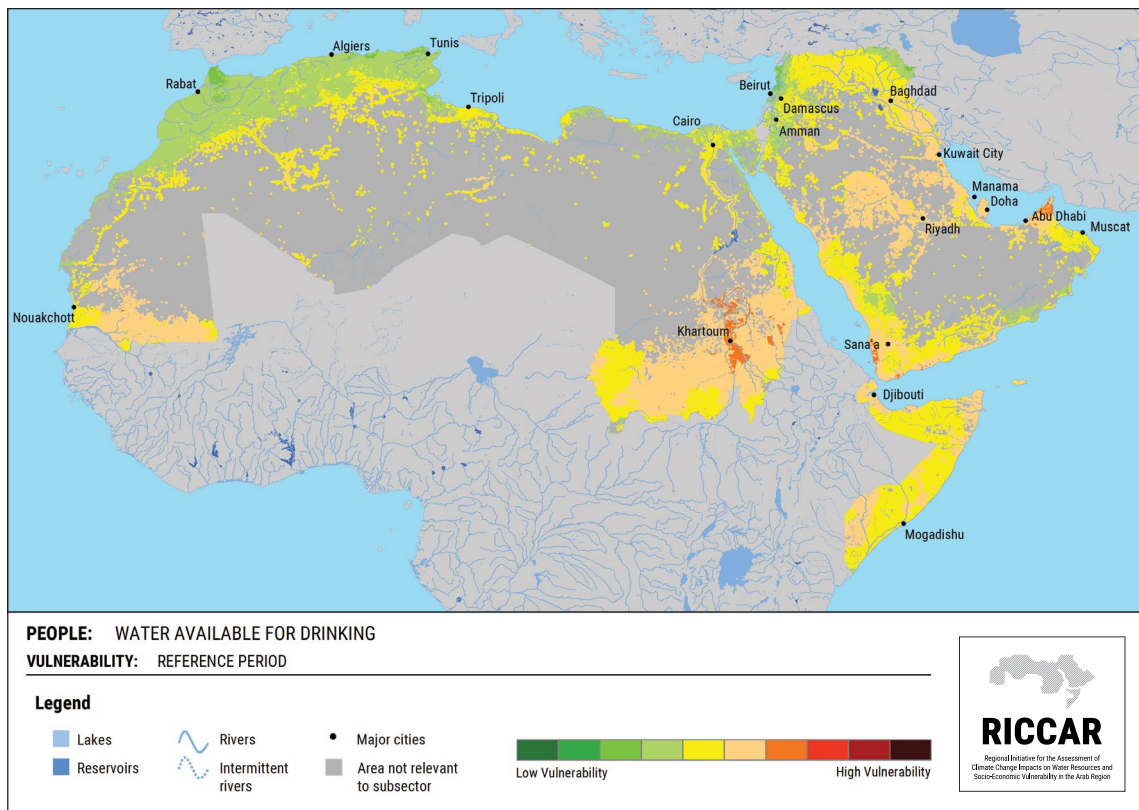 Algiers
Tunis
Rabat
Tripoli
Beirut
Baghdad
Damascus
Cairo
Amman
Kuwait City
Manama
Doha
Abu Dhabi
Riyadh
Muscat
Nouakchott
Khartoum
Sana'a
Djibouti
Mogadishu
PEOPLE: WATER AVAILABLE FOR DRINKING
VULNERABILITY: REFERENCE PERIOD
Legend
Lakes
Rivers
Major cities
Reservoirs
Intermittent
rivers
Area not relevant
to subsector
Low Vulnerability
High Vulnerability
RICCAR
Regional Initiative for the Assessment of
Climate Change Impacts on Water Resources and
Socio-Economic Vulnerability in the Arab Region